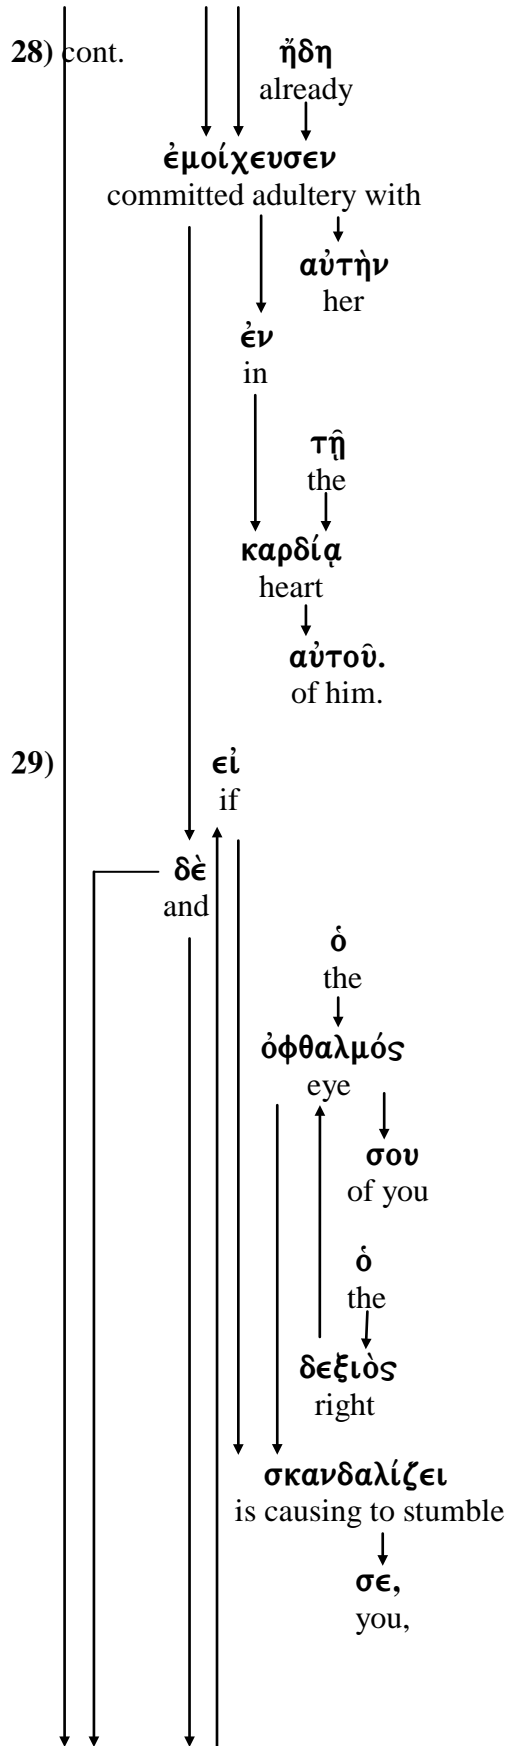 28) cont.
ἤδη
already
ἐμοίχευσεν
committed adultery with
αὐτὴν
her
ἐν
in
τῇ
the
καρδίᾳ
heart
αὐτοῦ.
of him.
29)
εἰ
if
δὲ
and
ὁ
the
ὀφθαλμός
eye
σου
of you
ὁ
the
δεξιὸς
right
σκανδαλίζει
is causing to stumble
σε,
you,